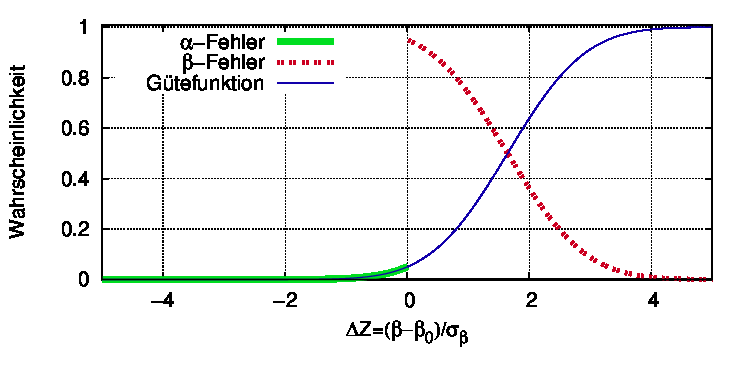 1
0.8
0.6
0.4
0.2
0
Wahrscheinlichkeit
α−Fehler
β−Fehler
Gütefunktion
−4 −2 0 2 4
ΔZ=(β−β0)/σβ